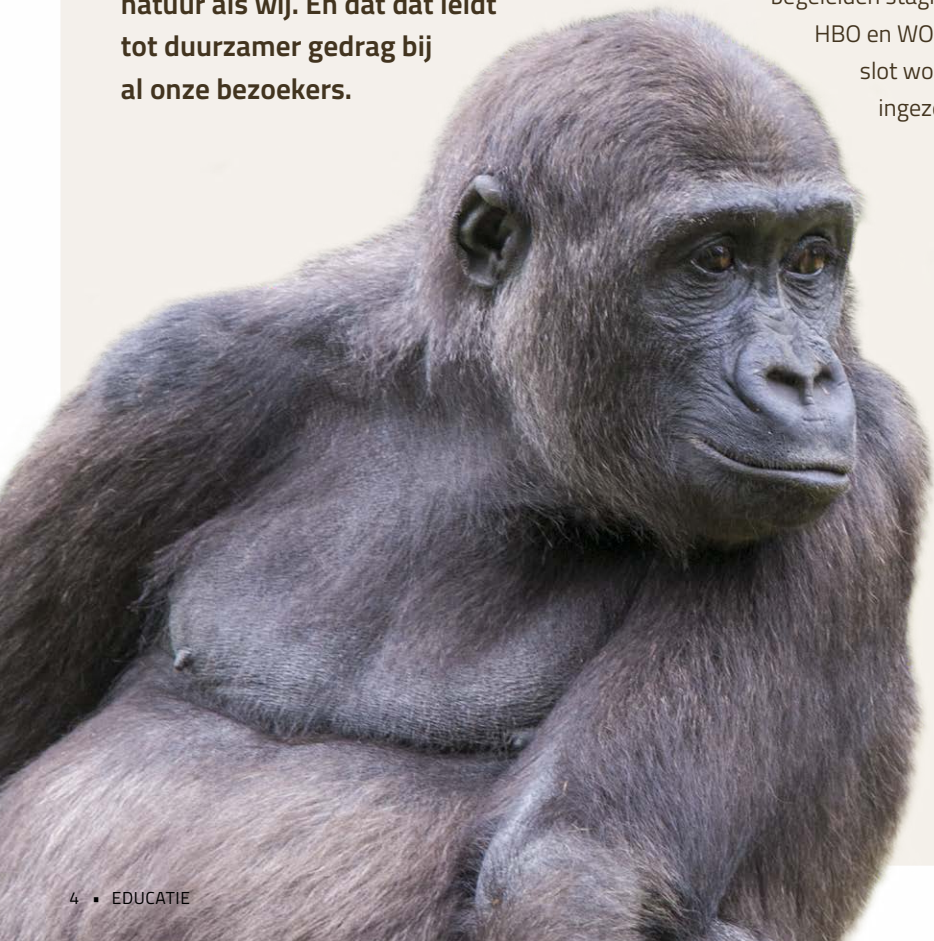 natuur als wij. En dat dat leidt
tot duurzamer gedrag bij
al onze bezoekers.
HBO en WO
slot
4 ▪ EDUCATIE